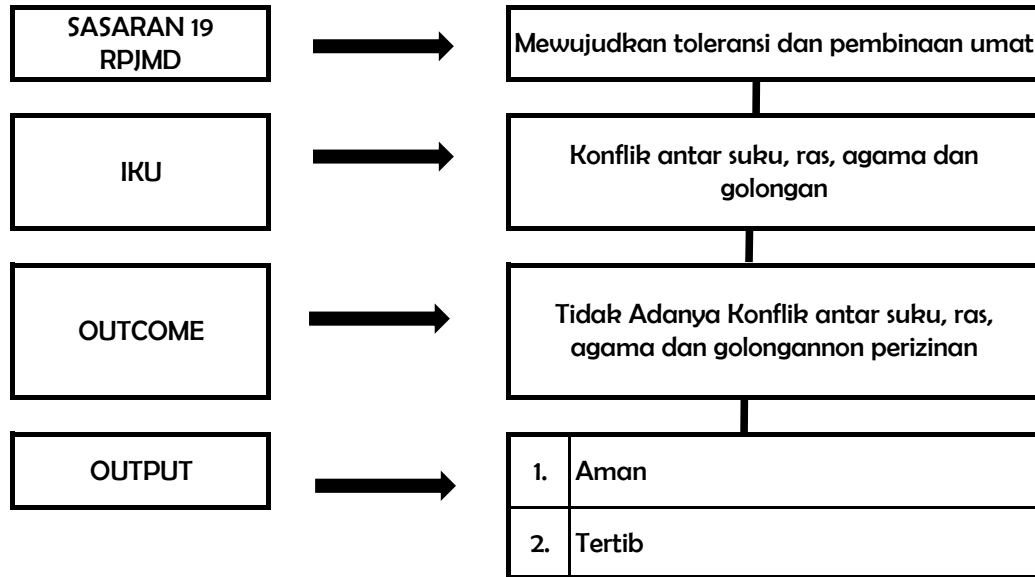 SASARAN 19
RPJMD
Mewujudkan toleransi dan pembinaan umat
IKU
Konflik antar suku, ras, agama dan
golongan
OUTCOME
Tidak Adanya Konflik antar suku, ras,
agama dan golongannon perizinan
OUTPUT
1. Aman
2. Tertib